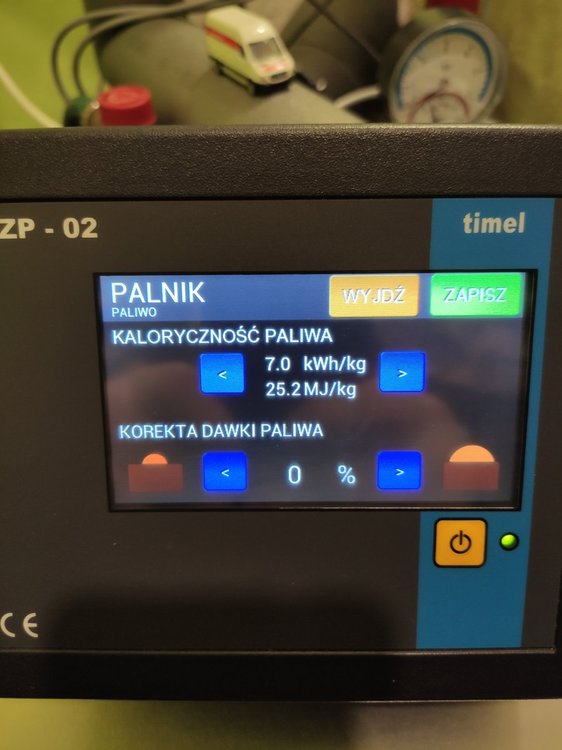 ZP - 02
timel
PALNIK
PALIWO
WYJDŹ
ZAPISZ
KALORYCZNOŚĆ PALIWA
<
7.0 kWh/kg
25.2 MJ/kg
>
KOREKTA DAWKI PALIWA
<
0 %
>
CE